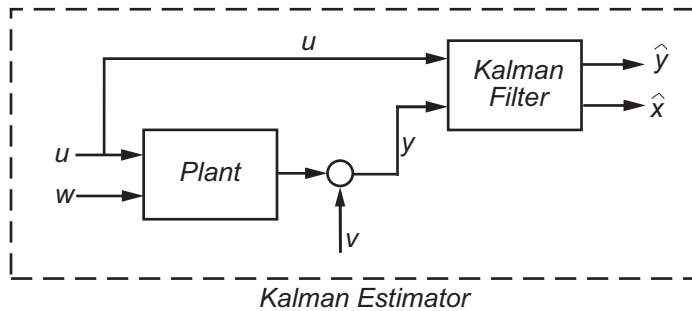 u
Kalman
Filter
ŷ
x̂
y
u
Plant
w
v
Kalman Estimator